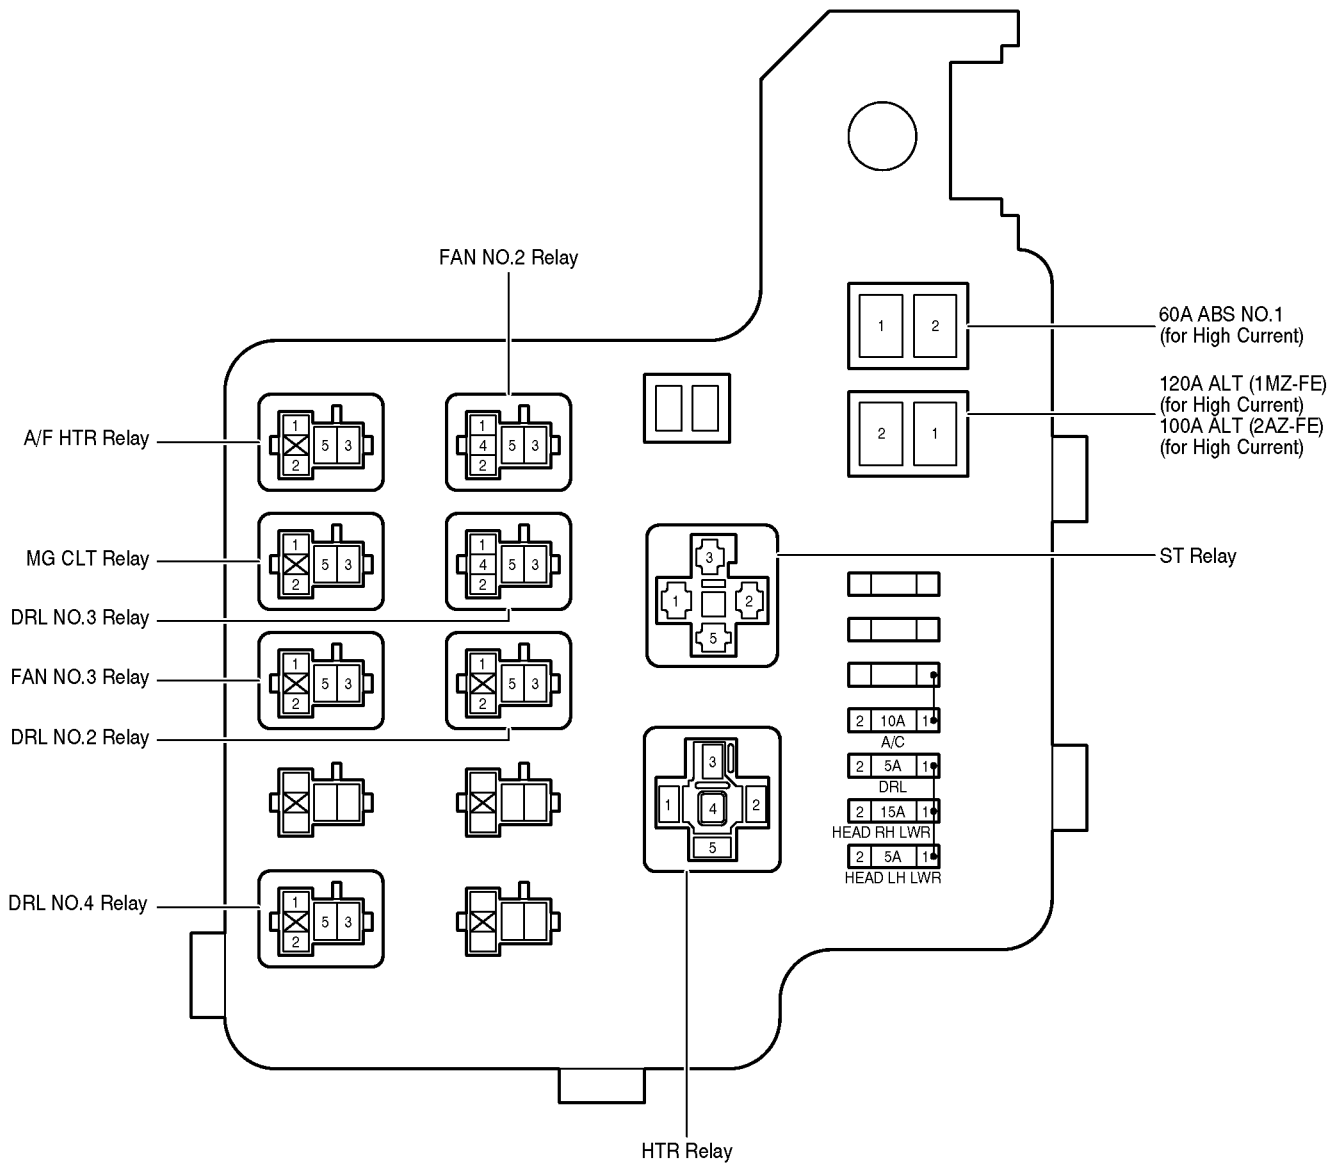 FAN NO.2 Relay
60A ABS NO.1
(for High Current)
1 2
120A ALT (1MZ-FE)
(for High Current)
100A ALT (2AZ-FE)
(for High Current)
2 1
A/F HTR Relay
1
5 3
2
1
4 5 3
2
MG CLT Relay
1
5 3
2
1
4 5 3
2
ST Relay
3
1 2
5
DRL NO.3 Relay
FAN NO.3 Relay
1
5 3
2
1
5 3
2
DRL NO.2 Relay
2 10A 1
A/C
2 5A 1
DRL
2 15A 1
HEAD RH LWR
2 5A 1
HEAD LH LWR
3
1 4 2
5
DRL NO.4 Relay
1
5 3
2
HTR Relay